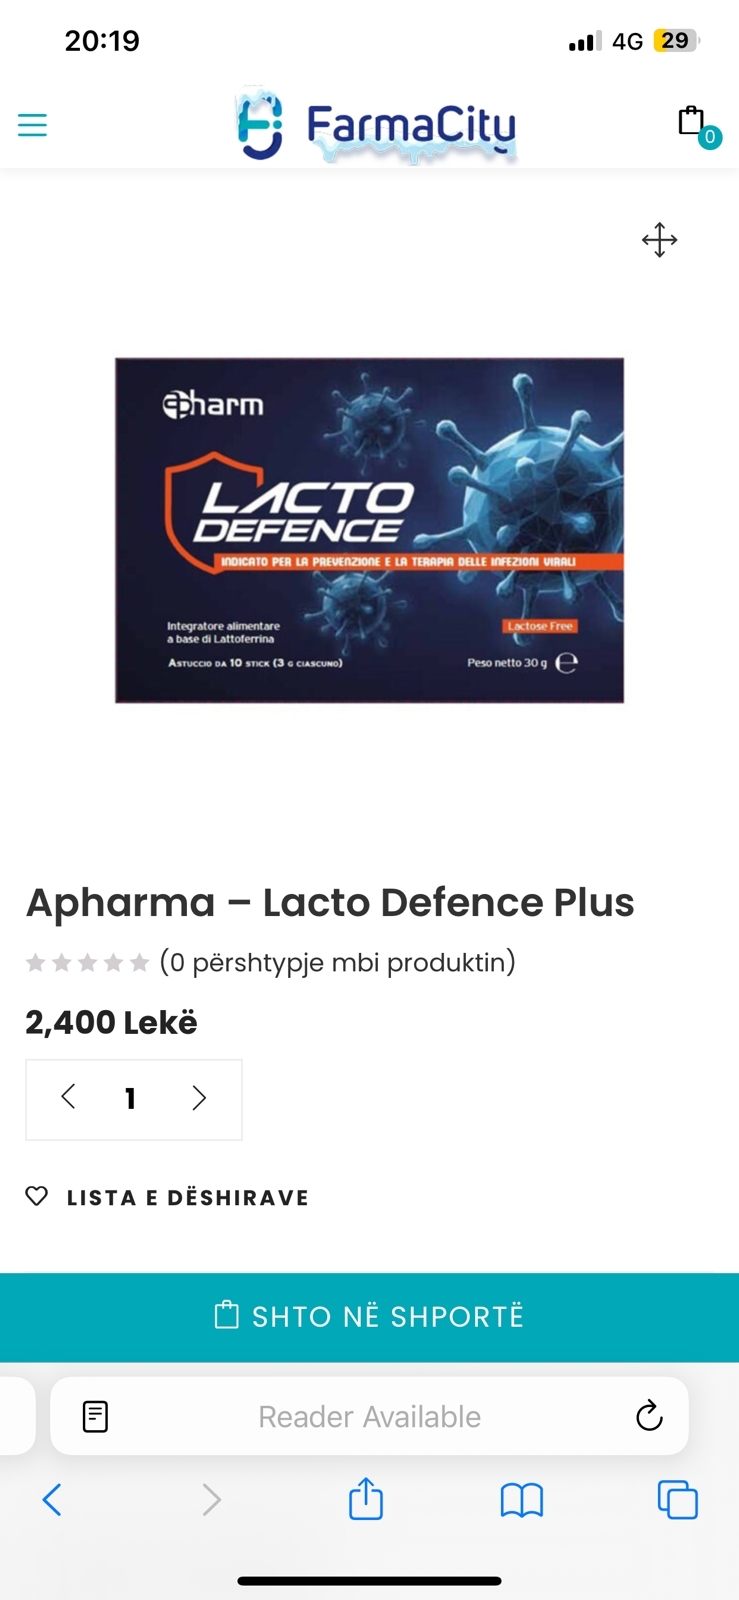 20:19
4G 29
FarmaCity
0
apharm
LACTO
DEFENCE
INDICATO PER LA PREVENZIONE E LA TERAPIA DELLE INFEZIONI VIRALI
Integratore alimentare
a base di Lattoferrina
Lactose Free
ASTUCCIO DA 10 STICK (3 G CIASCUNO)
Peso netto 30 g e
Apharma – Lacto Defence Plus
(0 përshtypje mbi produktin)
2,400 Lekë
1
LISTA E DËSHIRAVE
SHTO NË SHPORTË
Reader Available